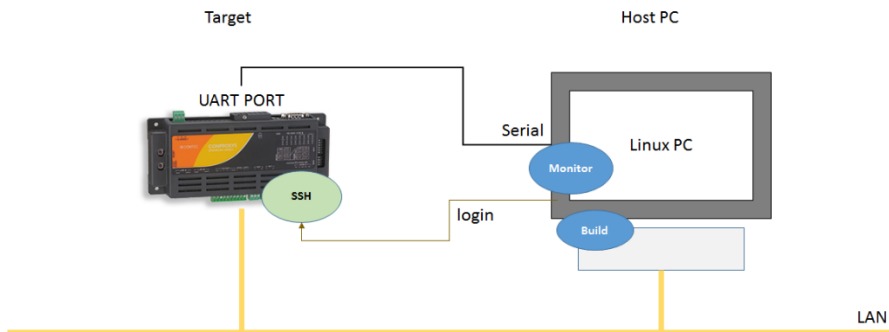 Target
Host PC
UART PORT
Serial
Linux PC
Monitor
SSH
login
Build
LAN